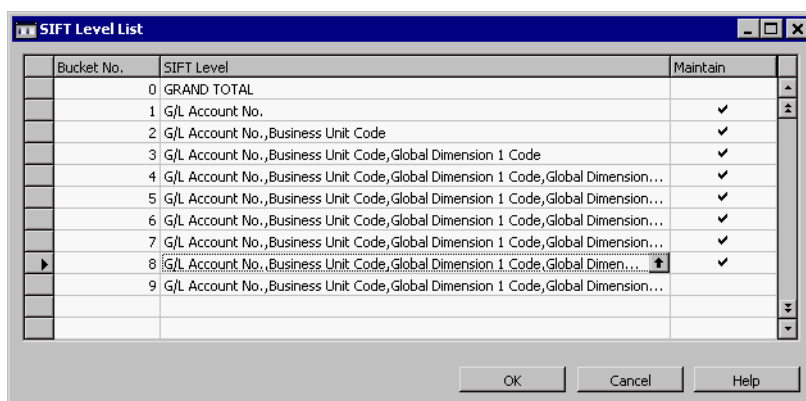 SIFT Level List
Bucket No. SIFT Level Maintain
0 GRAND TOTAL
1 G/L Account No.
2 G/L Account No.,Business Unit Code
3 G/L Account No.,Business Unit Code,Global Dimension 1 Code
4 G/L Account No.,Business Unit Code,Global Dimension 1 Code,Global Dimension...
5 G/L Account No.,Business Unit Code,Global Dimension 1 Code,Global Dimension...
6 G/L Account No.,Business Unit Code,Global Dimension 1 Code,Global Dimension...
7 G/L Account No.,Business Unit Code,Global Dimension 1 Code,Global Dimension...
8 G/L Account No.,Business Unit Code,Global Dimension 1 Code,Global Dimen...
9 G/L Account No.,Business Unit Code,Global Dimension 1 Code,Global Dimension...
OK Cancel Help